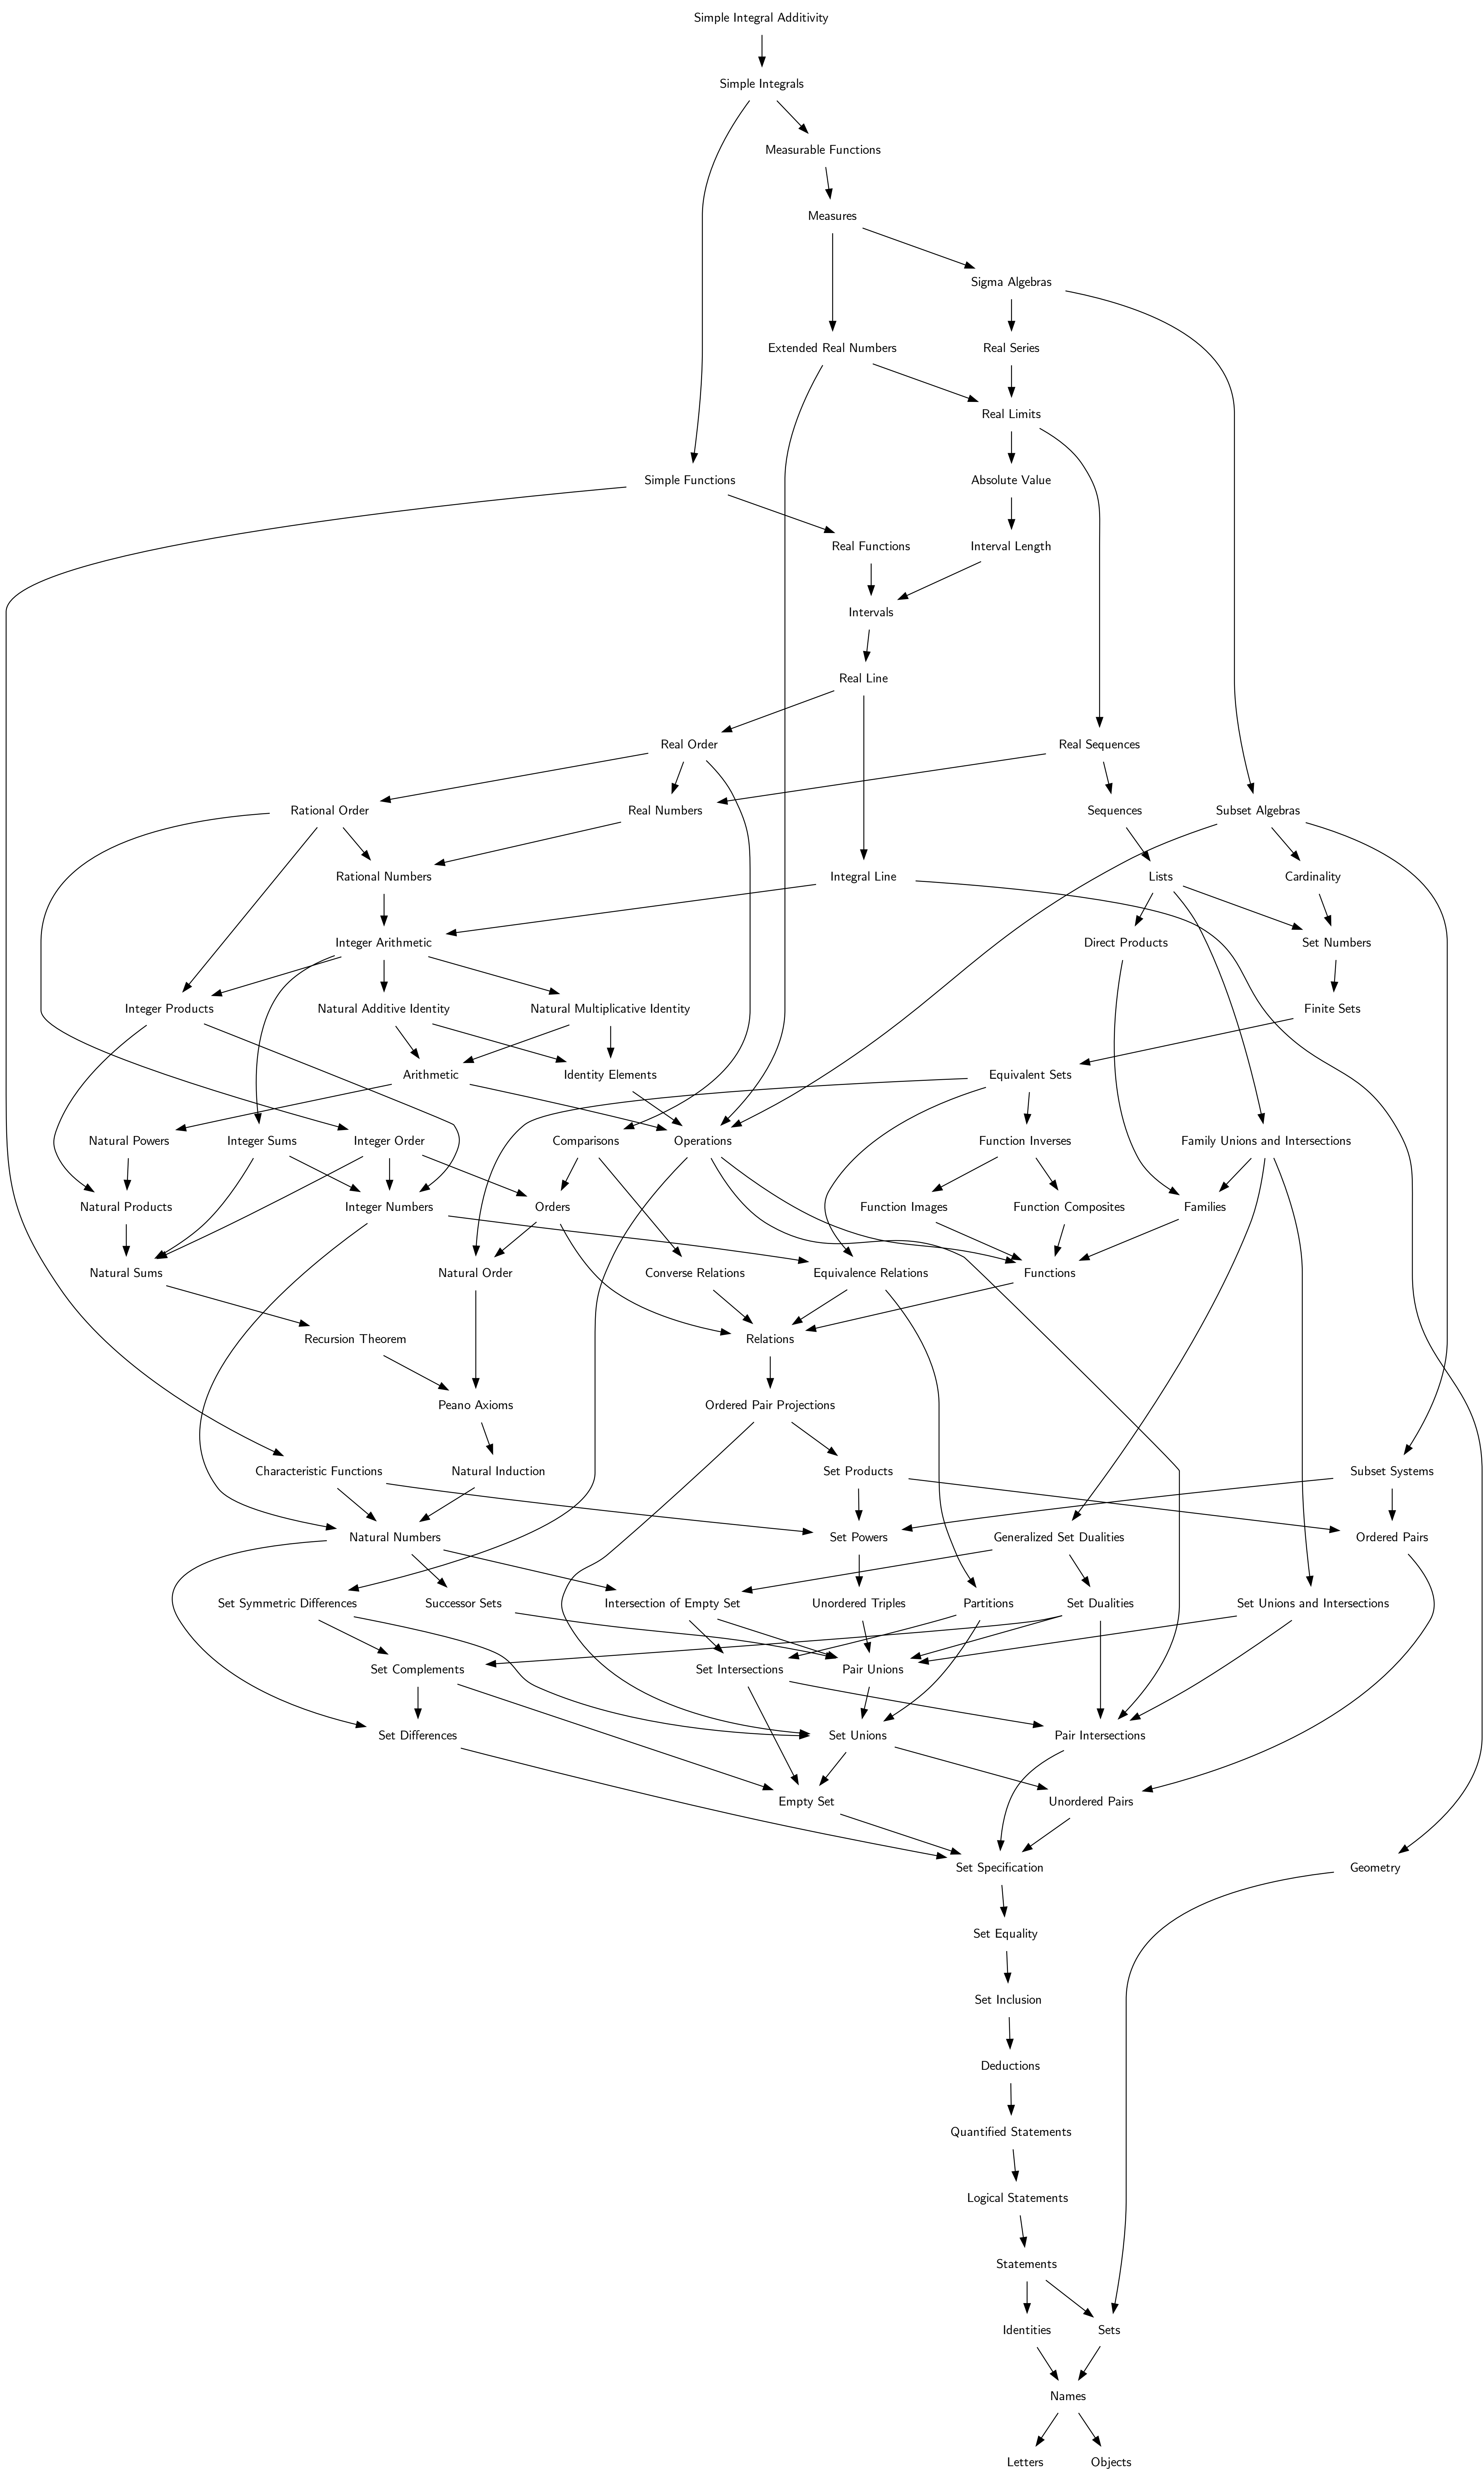 Simple Integral Additivity
Simple Integrals
Measurable Functions
Measures
Sigma Algebras
Extended Real Numbers
Real Series
Real Limits
Simple Functions
Absolute Value
Real Functions
Interval Length
Intervals
Real Line
Real Order
Real Sequences
Rational Order
Real Numbers
Sequences
Subset Algebras
Rational Numbers
Integral Line
Lists
Cardinality
Integer Arithmetic
Direct Products
Set Numbers
Integer Products
Natural Additive Identity
Natural Multiplicative Identity
Finite Sets
Arithmetic
Identity Elements
Equivalent Sets
Natural Powers
Integer Sums
Integer Order
Comparisons
Operations
Function Inverses
Family Unions and Intersections
Natural Products
Integer Numbers
Orders
Function Images
Function Composites
Families
Natural Sums
Natural Order
Converse Relations
Equivalence Relations
Functions
Recursion Theorem
Relations
Peano Axioms
Ordered Pair Projections
Characteristic Functions
Natural Induction
Set Products
Subset Systems
Natural Numbers
Set Powers
Generalized Set Dualities
Ordered Pairs
Set Symmetric Differences
Successor Sets
Intersection of Empty Set
Unordered Triples
Partitions
Set Dualities
Set Unions and Intersections
Set Complements
Set Intersections
Pair Unions
Set Differences
Set Unions
Pair Intersections
Empty Set
Unordered Pairs
Set Specification
Geometry
Set Equality
Set Inclusion
Deductions
Quantified Statements
Logical Statements
Statements
Identities
Sets
Names
Letters
Objects